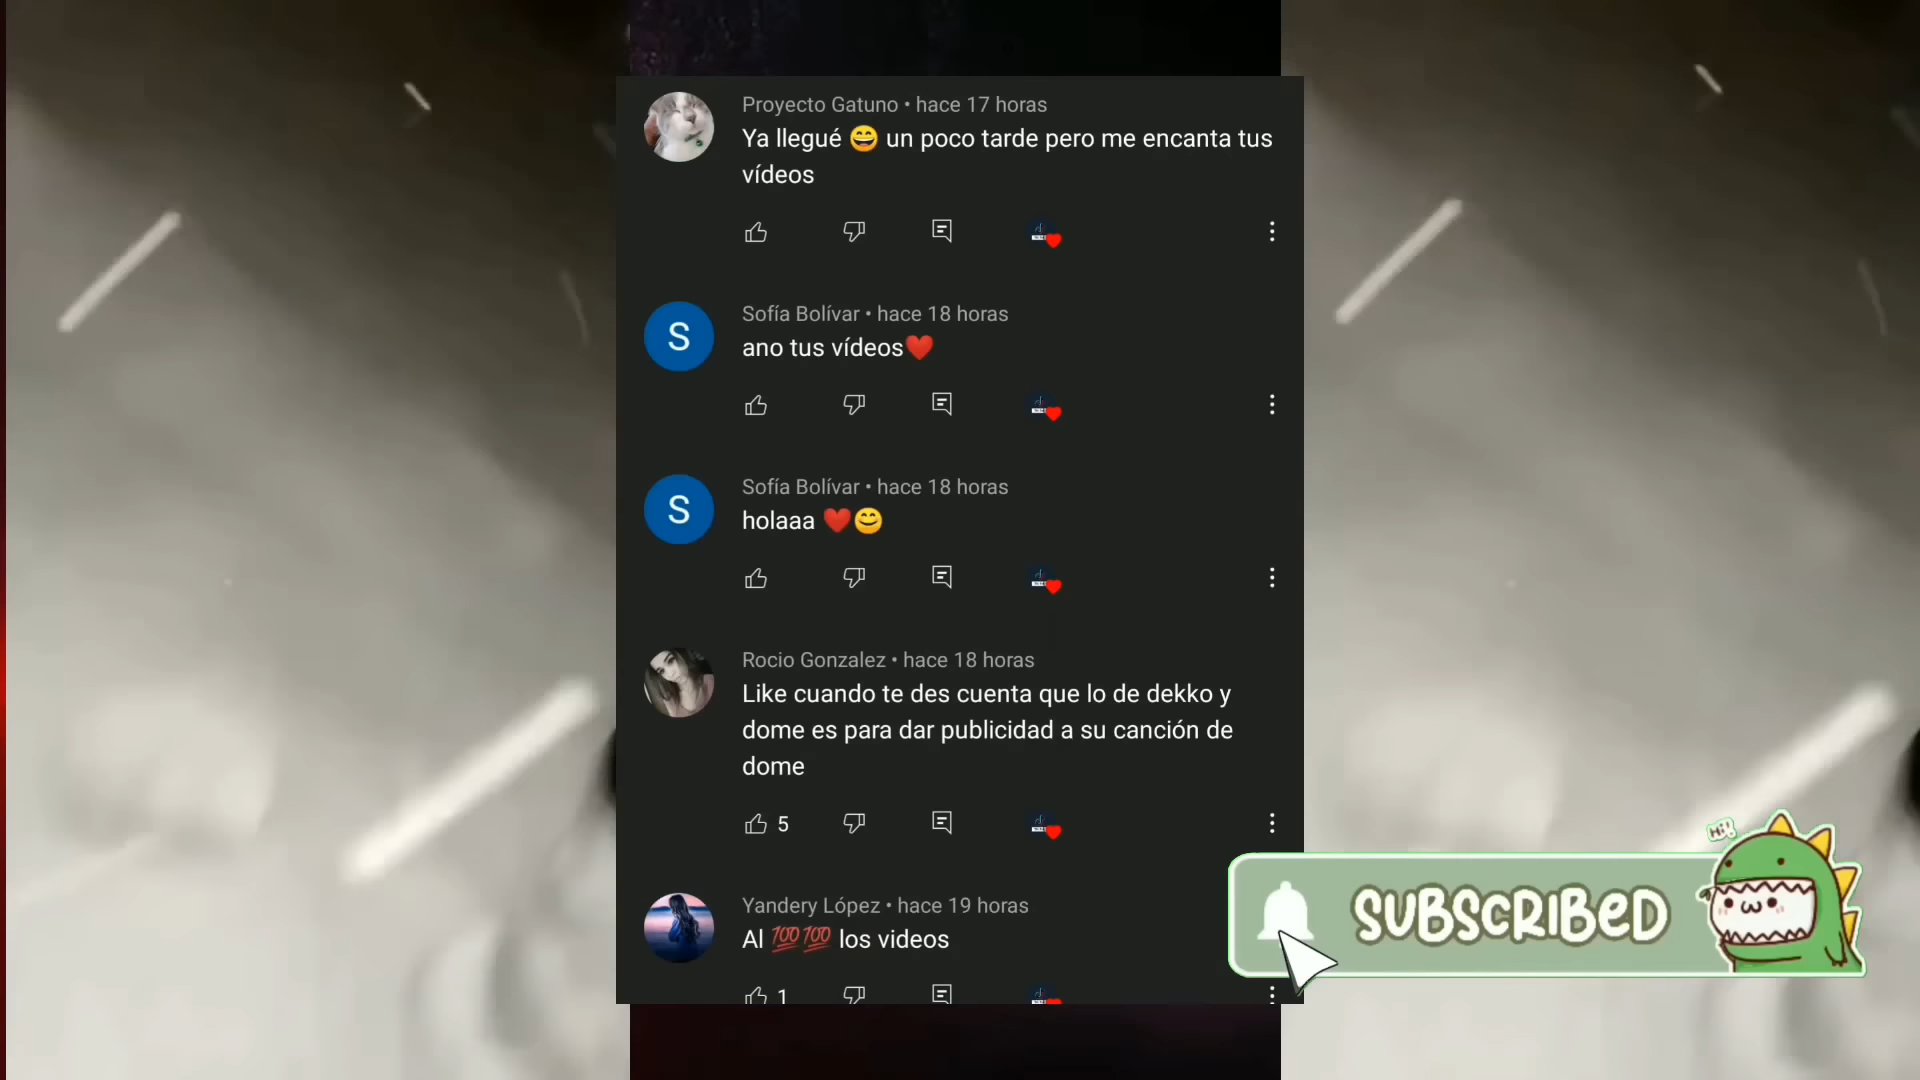 Proyecto Gatuno • hace 17 horas
Ya llegué 😄 un poco tarde pero me encanta tus
vídeos
S
Sofía Bolívar • hace 18 horas
ano tus vídeos❤️
S
Sofía Bolívar • hace 18 horas
holaaa ❤️😊
Rocio Gonzalez • hace 18 horas
Like cuando te des cuenta que lo de dekko y
dome es para dar publicidad a su canción de
dome
5
Yandery López • hace 19 horas
Al 💯💯 los videos
1
Hi!
SUBSCRIBED